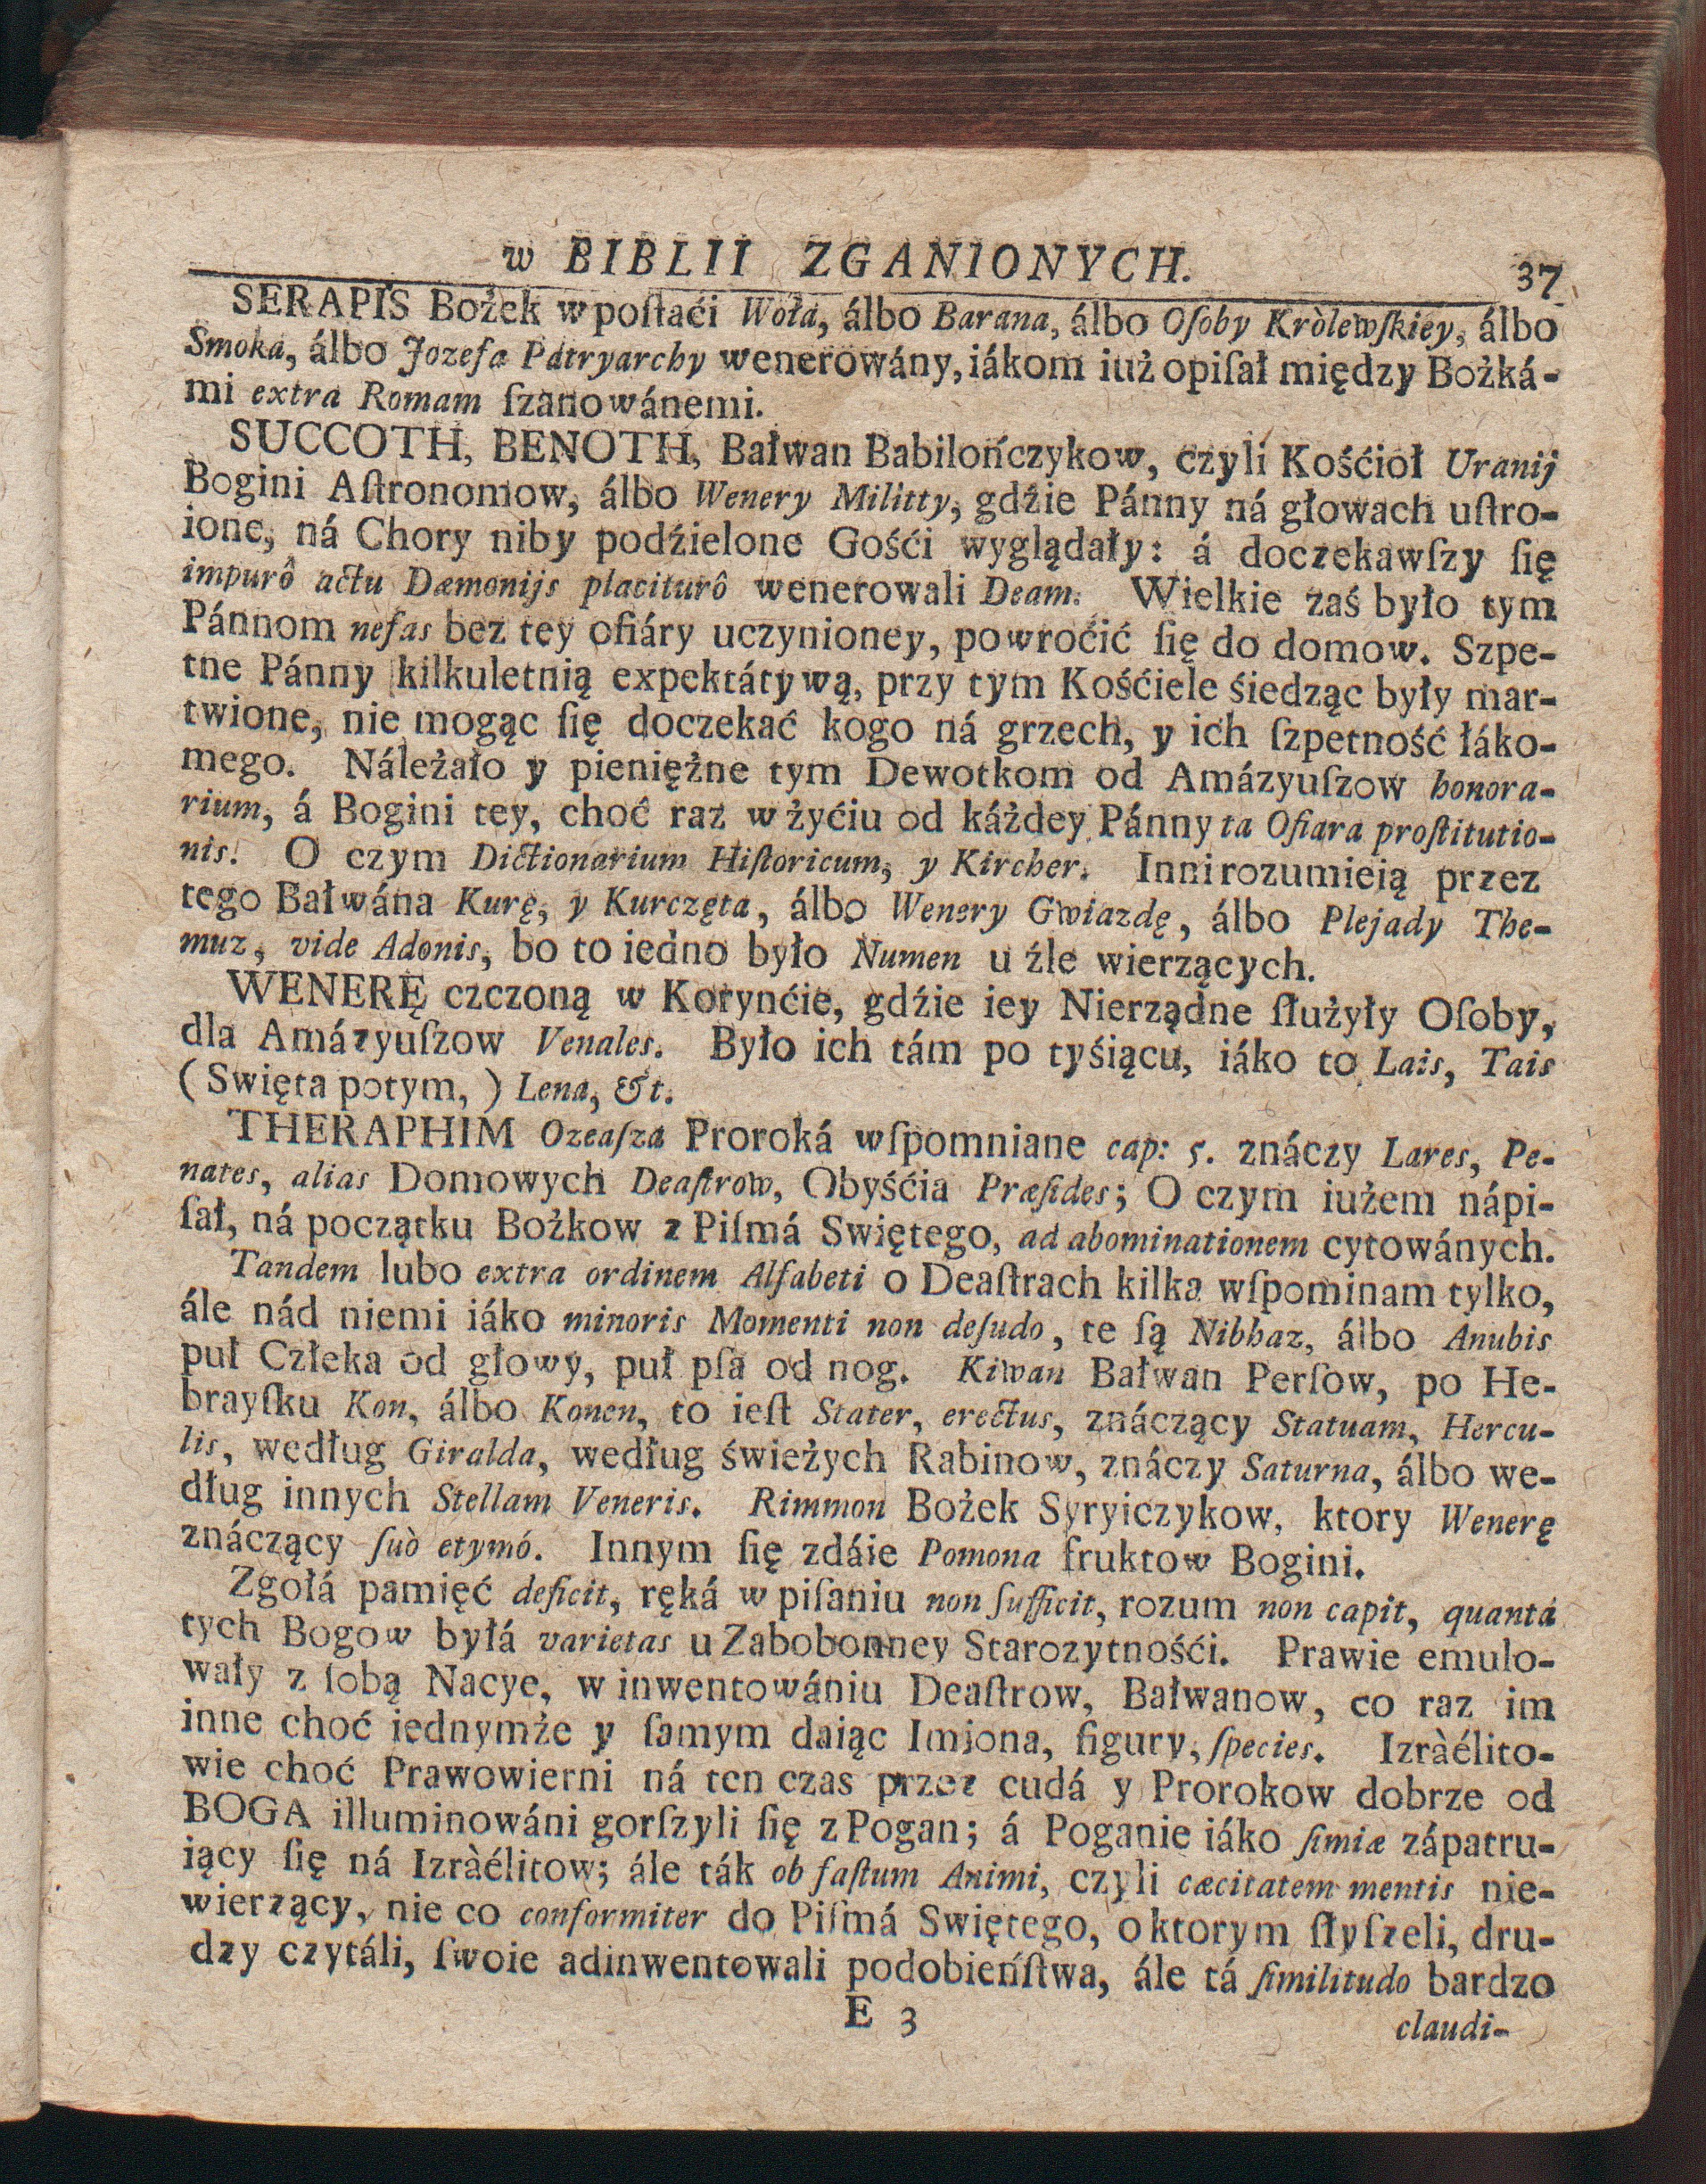 w BIBLII ZGANIONYCH. 37
SERAPIS Bożek w poſtaći Wołá, álbo Barana, álbo Oſoby Kròlewſkiey, álbo
Smoká, álbo Jozefa Pátryarchy wenerowány, iákom iuż opiſał między Bożká-
mi extra Romam ſzanowánemi.
SUCCOTH, BENOTH, Bałwan Babilończykow, czyli Kośćioł Uranij
Bogini Aſtronomow, álbo Wenery Militty, gdźie Pánny ná głowach uſtro-
ione, ná Chory niby podźielone Gośći wyglądały: á doczekawſzy ſię
impurô actu Dæmonijs placiturô wenerowali Deam. Wielkie zaś było tym
Pánnom nefas bez tey ofiáry uczynioney, powroćić ſię do domow. Szpe-
tne Pánny kilkuletnią expektátywą, przy tym Kośćiele śiedząc były mar-
twione, nie mogąc ſię doczekać kogo ná grzech, y ich ſzpetność łáko-
mego. Náleżało y pieniężne tym Dewotkom od Amázyuſzow honora-
rium, á Bogini tey, choć raz w żyćiu od káżdey Pánny ta Ofiara proſtitutio-
nis. O czym Dictionarium Hiſtoricum, y Kircher. Inni rozumieią przez
tego Bałwána Kurę, y Kurczęta, álbo Wenery Gwiazdę, álbo Plejady The-
muz, vide Adonis, bo to iedno było Numen u źle wierzących.
WENERĘ czczoną w Korynćie, gdźie iey Nierządne ſłużyły Oſoby,
dla Amázyuſzow Venales. Było ich tám po tyśiącu, iáko to Lais, Tais
(Swięta potym,) Lena, &t.
THERAPHIM Ozeaſza Proroká wſpomniane cap: 5. znáczy Lares, Pe-
nates, alias Domowych Deaſtrow, Obyśćia Præſides; O czym iużem nápi-
ſał, ná początku Bożkow z Piſmá Swiętego, ad abominationem cytowánych.
Tandem lubo extra ordinem Alfabeti o Deaſtrach kilka wſpominam tylko,
ále nád niemi iáko minoris Momenti non deſudo, te ſą Nibhaz, álbo Anubis
puł Człeka od głowy, puł pſa od nog. Kiwan Bałwan Perſow, po He-
brayſku Kon, álbo Konen, to ieſt Stater, erectus, znáczący Statuam, Hercu-
lis, według Giralda, według świeżych Rabinow, znáczy Saturna, álbo we-
dług innych Stellam Veneris. Rimmon Bożek Syryiczykow, ktory Wenerę
znáczący ſuò etymó. Innym ſię zdáie Pomona fruktow Bogini.
Zgołá pamięć deficit, ręká w piſaniu non ſufficit, rozum non capit, quantá
tych Bogow byłá varietas u Zabobonney Starozytnośći. Prawie emulo-
wały z ſobą Nacye, w inwentowániu Deaſtrow, Bałwanow, co raz im
inne choć iednymże y ſamym daiąc Imiona, figury, ſpecies. Izràélito-
wie choć Prawowierni ná ten czas przez cudá y Prorokow dobrze od
BOGA illuminowáni gorſzyli ſię z Pogan; á Poganie iáko ſimiæ zápatru-
iący ſię ná Izràélitow; ále ták ob faſtum Animi, czyli cæcitatem mentis nie-
wierzący, nie co conformiter do Piſmá Swiętego, o ktorym ſłyſzeli, dru-
dzy czytáli, ſwoie adinwentowali podobieńſtwa, ále tá ſimilitudo bardzo
E 3 claudi-